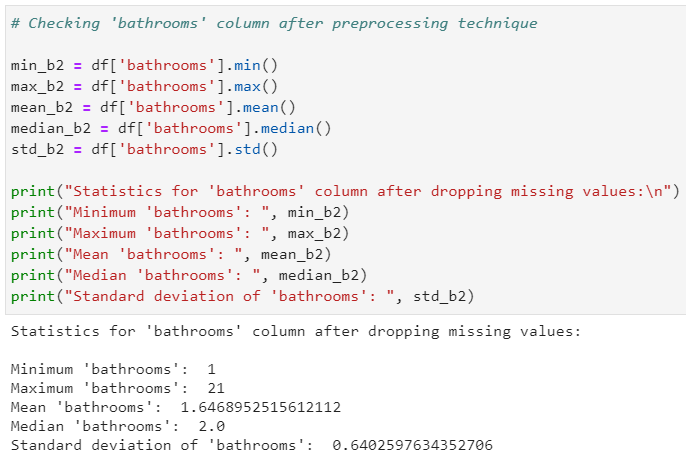 # Checking 'bathrooms' column after preprocessing technique
min_b2 = df['bathrooms'].min()
max_b2 = df['bathrooms'].max()
mean_b2 = df['bathrooms'].mean()
median_b2 = df['bathrooms'].median()
std_b2 = df['bathrooms'].std()
print("Statistics for 'bathrooms' column after dropping missing values:\n")
print("Minimum 'bathrooms': ", min_b2)
print("Maximum 'bathrooms': ", max_b2)
print("Mean 'bathrooms': ", mean_b2)
print("Median 'bathrooms': ", median_b2)
print("Standard deviation of 'bathrooms': ", std_b2)
Statistics for 'bathrooms' column after dropping missing values:
Minimum 'bathrooms':  1
Maximum 'bathrooms':  21
Mean 'bathrooms':  1.6468952515612112
Median 'bathrooms':  2.0
Standard deviation of 'bathrooms':  0.6402597634352706